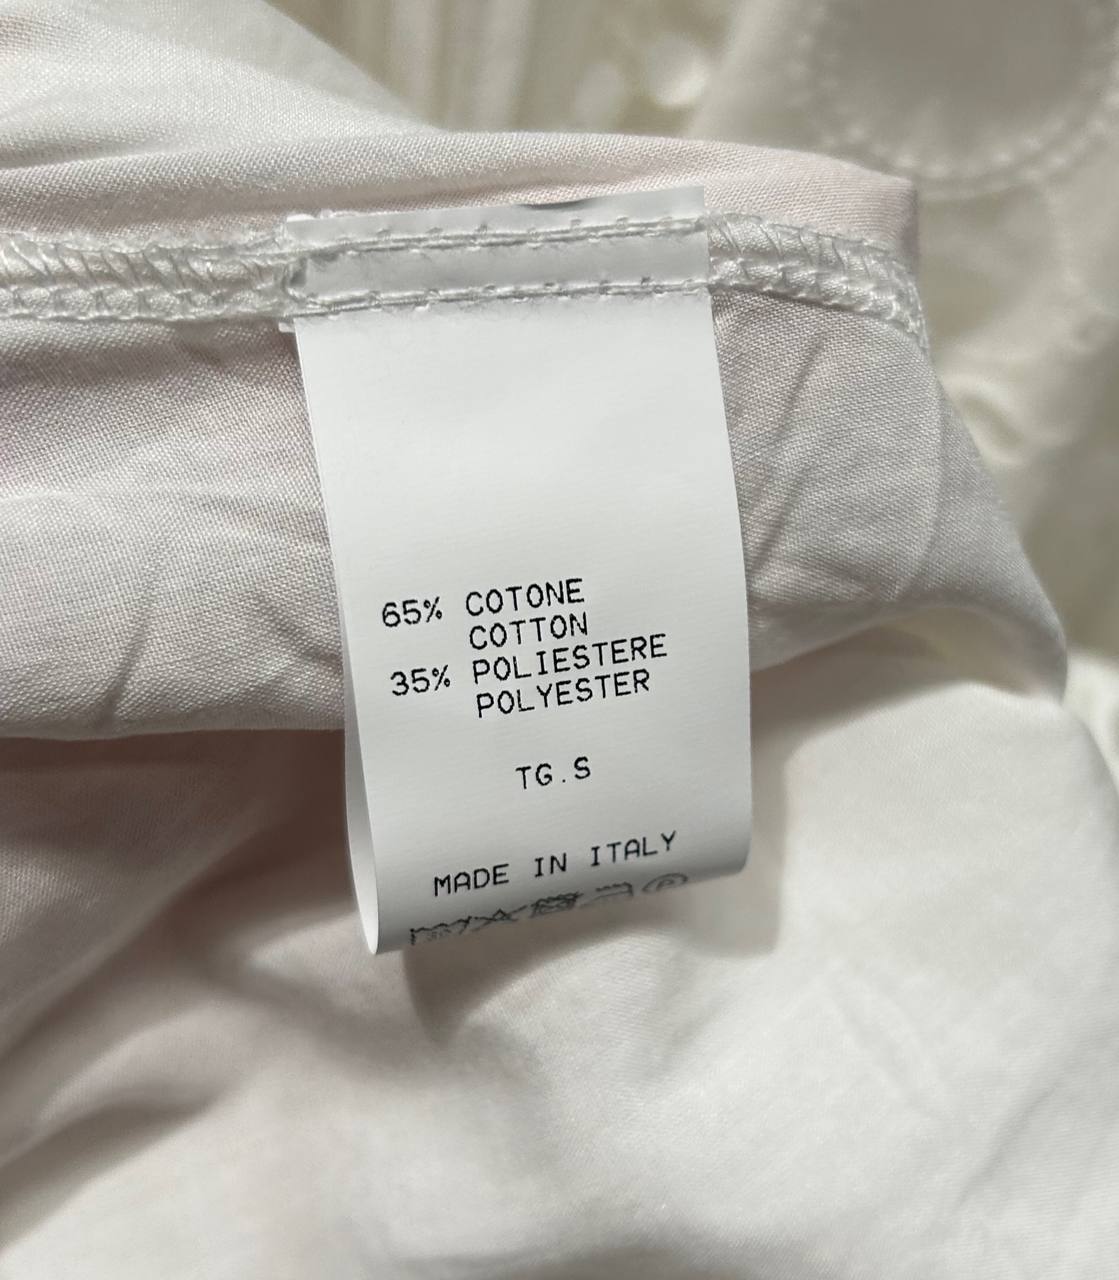 65% COTONE
COTTON
35% POLIESTERE
POLYESTER
TG.S
MADE IN ITALY